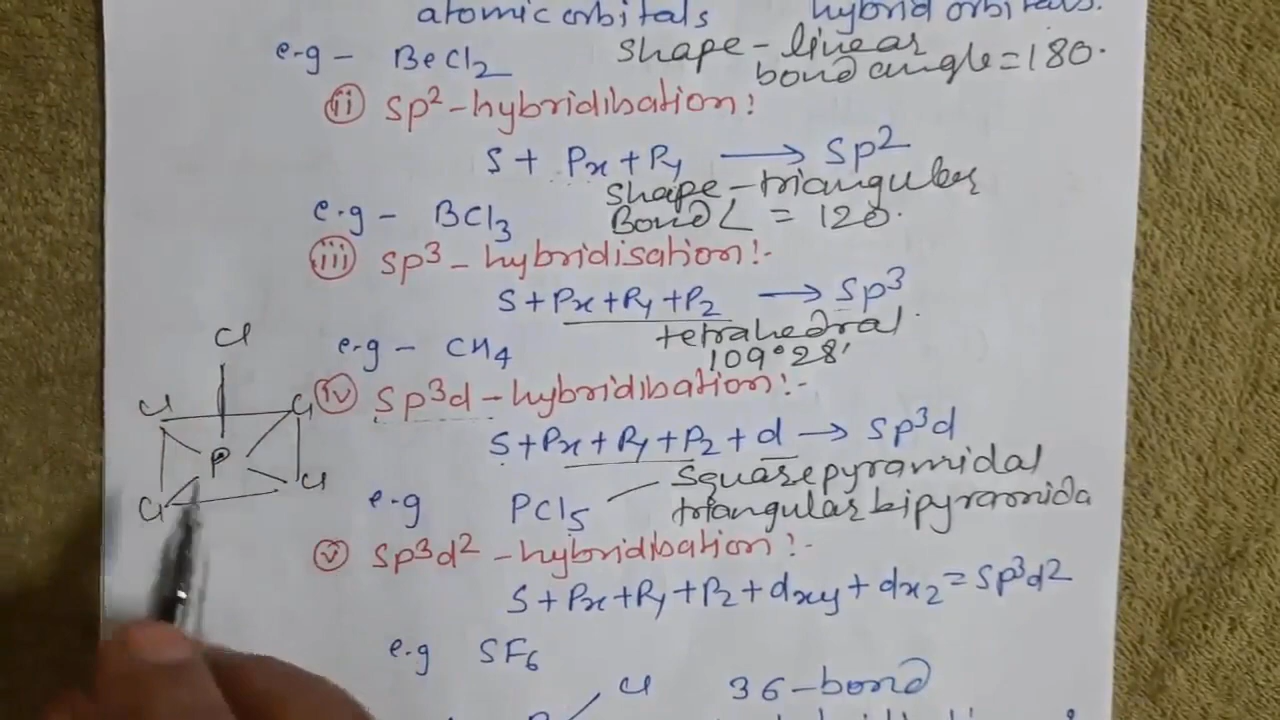 atomic orbitals hybrid orbitals.
e-g - BeCl2 Shape - linear
bond angle = 180.
(ii) Sp2-hybridibation:
S + Px + Py → Sp2
Shape - triangular
e.g - BCl3 Bond L = 120.
(iii) Sp3-hybridisation:-
S + Px + Py + Pz → Sp3
tetrahedral.
e.g - CH4 109°28'
(iv) Sp3d-hybridibation:-
S + Px + Py + Pz + d → Sp3d
Square pyramidal
e.g PCl5 triangular bipyramida
(v) Sp3d2-hybridibation:-
S + Px + Py + Pz + dxy + dxz = Sp3d2
e.g SF6
Cl 36-bond
Cl
Cl Cl
P
Cl Cl